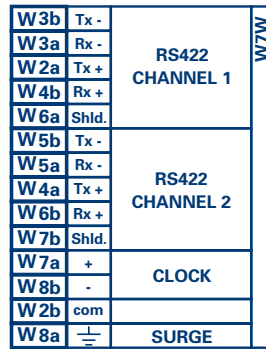 W3b Tx -
W3a Rx -
W2a Tx +
W4b Rx +
W6a Shld.
RS422
CHANNEL 1
W5b Tx -
W5a Rx -
W4a Tx +
W6b Rx +
W7b Shld.
RS422
CHANNEL 2
W7a +
W8b -
CLOCK
W2b com
W8a SURGE
W7W